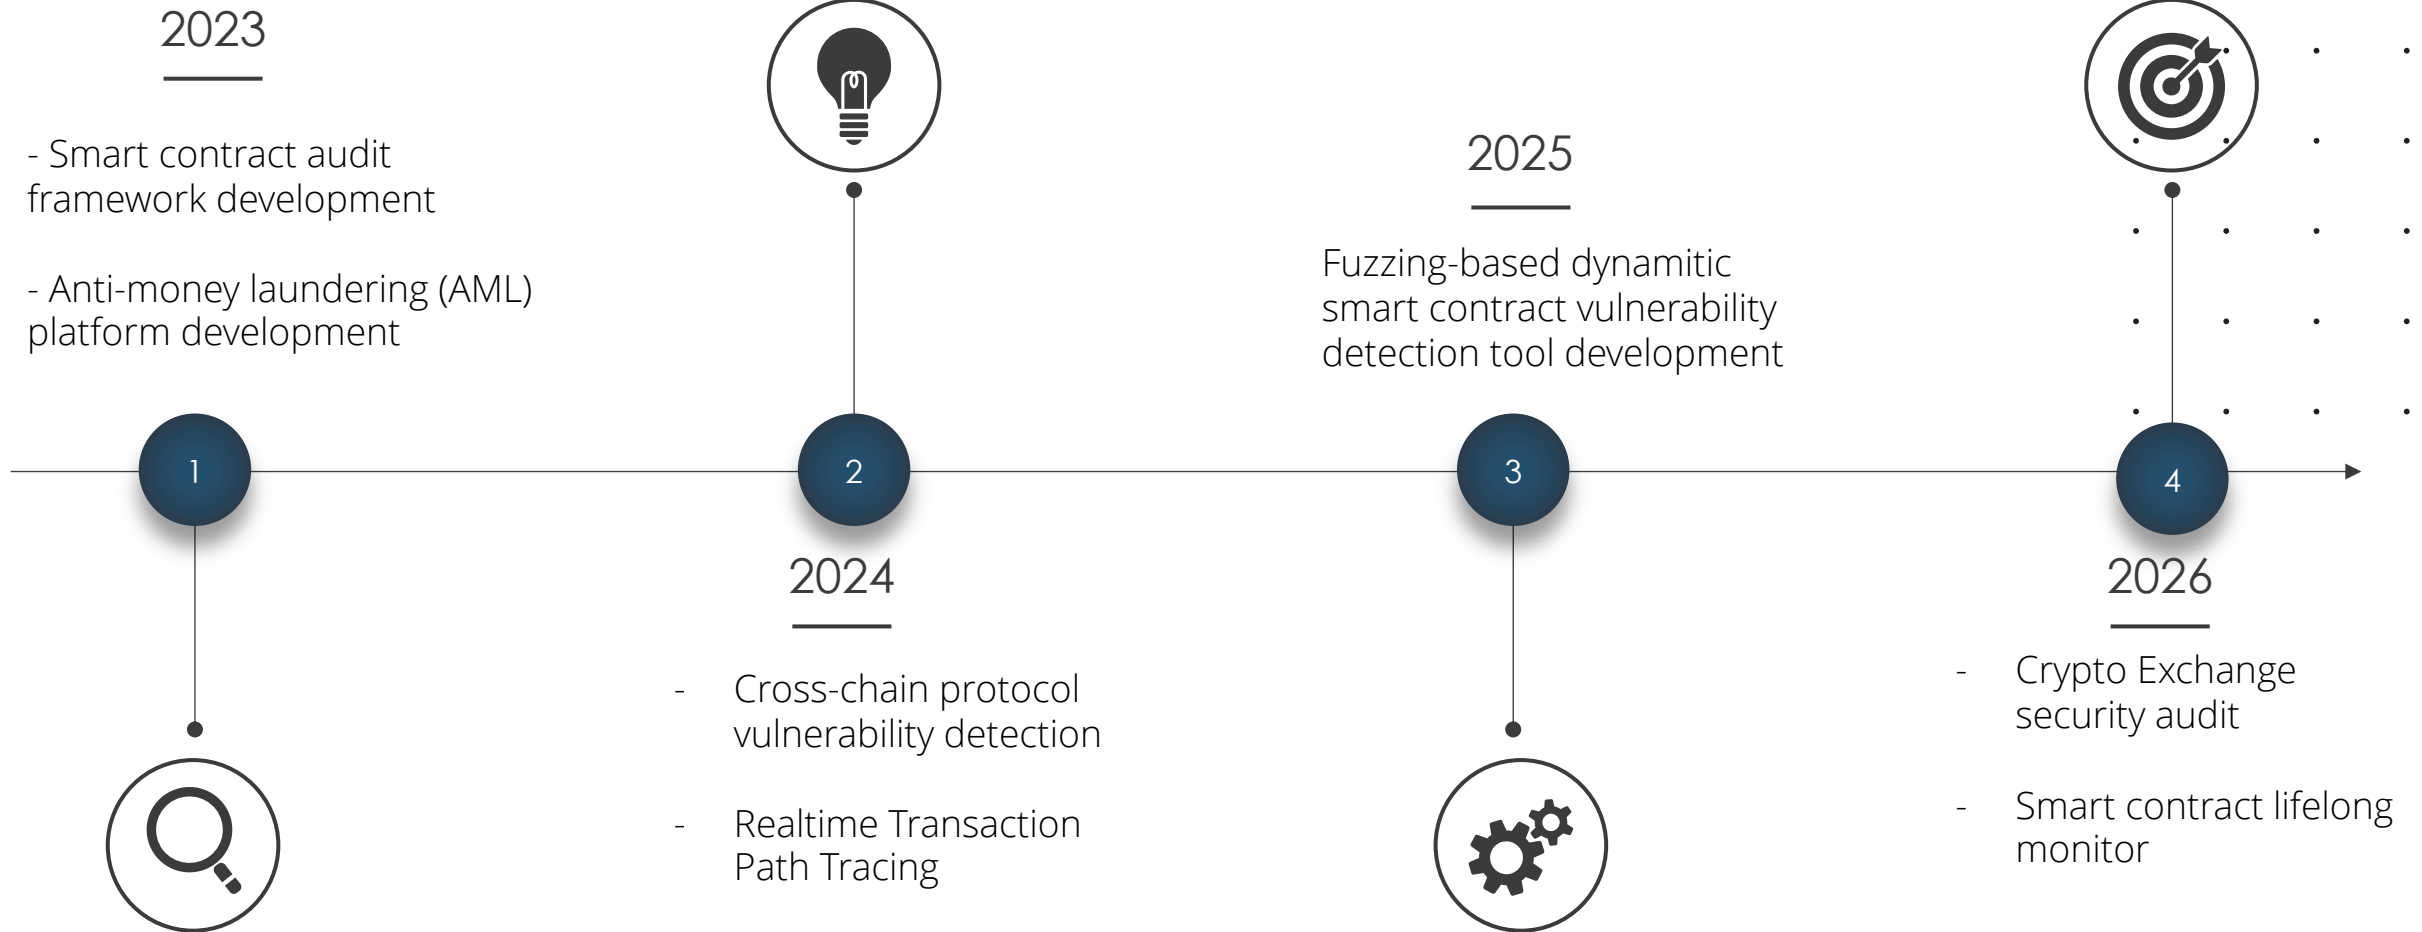 2023
- Smart contract audit
framework development
- Anti-money laundering (AML)
platform development
1
2
2024
- Cross-chain protocol
vulnerability detection
- Realtime Transaction
Path Tracing
2025
Fuzzing-based dynamitic
smart contract vulnerability
detection tool development
3
4
2026
- Crypto Exchange
security audit
- Smart contract lifelong
monitor